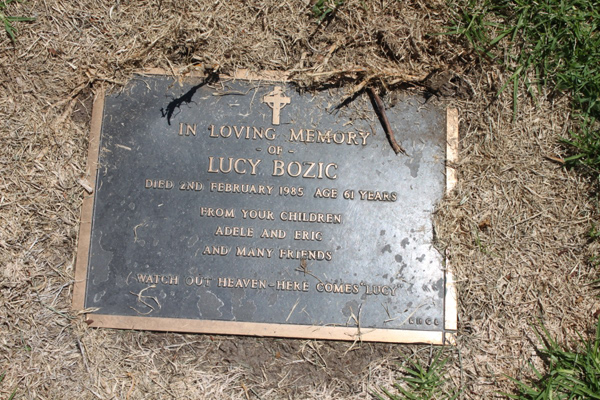 IN LOVING MEMORY
- OF -
LUCY BOZIC
DIED 2ND FEBRUARY 1985 AGE 61 YEARS
FROM YOUR CHILDREN
ADELE AND ERIC
AND MANY FRIENDS
"WATCH OUT HEAVEN - HERE COMES LUCY"